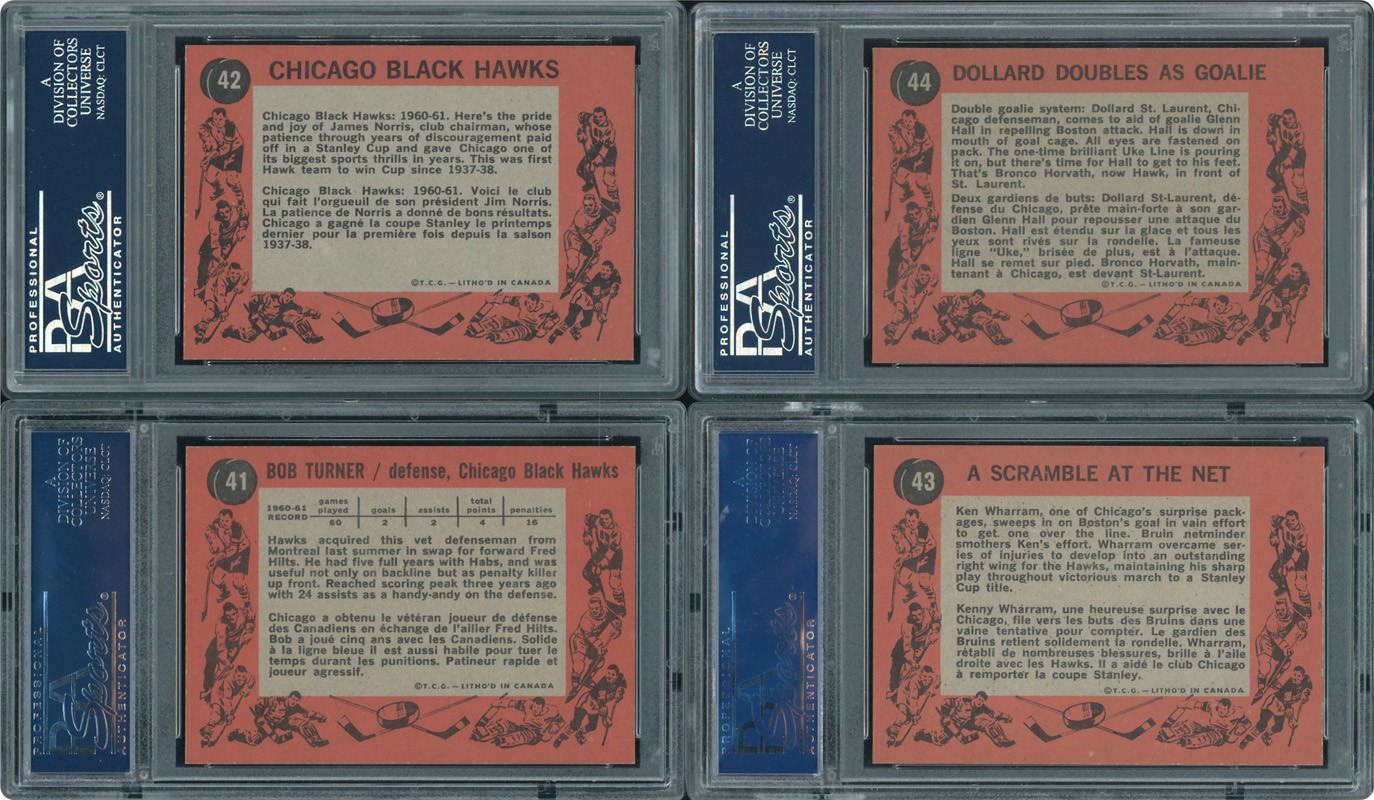 A
DIVISION OF
COLLECTORS
UNIVERSE
NASDAQ: CLCT
PROFESSIONAL
PSA
Sports®
AUTHENTICATOR
42
CHICAGO BLACK HAWKS
Chicago Black Hawks: 1960-61. Here's the pride
and joy of James Norris, club chairman, whose
patience through years of discouragement paid
off in a Stanley Cup and gave Chicago one of
its biggest sports thrills in years. This was first
Hawk team to win Cup since 1937-38.
Chicago Black Hawks: 1960-61. Voici le club
qui fait l'orgueuil de son président Jim Norris.
La patience de Norris a donné de bons résultats.
Chicago a gagné la coupe Stanley le printemps
dernier pour la première fois depuis la saison
1937-38.
©T.C.G. — LITHO'D IN CANADA
A
DIVISION OF
COLLECTORS
UNIVERSE
NASDAQ: CLCT
PROFESSIONAL
PSA
Sports®
AUTHENTICATOR
44
DOLLARD DOUBLES AS GOALIE
Double goalie system: Dollard St. Laurent, Chi-
cago defenseman, comes to aid of goalie Glenn
Hall in repelling Boston attack. Hall is down in
mouth of goal cage. All eyes are fastened on
pack. The one-time brilliant Uke Line is pouring
it on, but there's time for Hall to get to his feet.
That's Bronco Horvath, now Hawk, in front of
St. Laurent.
Deux gardiens de buts: Dollard St-Laurent, dé-
fense du Chicago, prête main-forte à son gar-
dien Glenn Hall pour repousser une attaque du
Boston. Hall est étendu sur la glace et tous les
yeux sont rivés sur la rondelle. La fameuse
ligne "Uke," brisée de plus, est à l'attaque.
Hall se remet sur pied. Bronco Horvath, main-
tenant à Chicago, est devant St-Laurent.
©T.C.G. — LITHO'D IN CANADA
A
DIVISION OF
COLLECTORS
UNIVERSE
NASDAQ: CLCT
PROFESSIONAL
PSA
Sports®
AUTHENTICATOR
41
BOB TURNER / defense, Chicago Black Hawks
1960-61 RECORD
games played goals assists total points penalties
60 2 2 4 16
Hawks acquired this vet defenseman from
Montreal last summer in swap for forward Fred
Hilts. He had five full years with Habs, and was
useful not only on backline but as penalty killer
up front. Reached scoring peak three years ago
with 24 assists as a handy-andy on the defense.
Chicago a obtenu le vétéran joueur de défense
des Canadiens en échange de l'ailier Fred Hilts.
Bob a joué cinq ans avec les Canadiens. Solide
à la ligne bleue il est aussi habile pour tuer le
temps durant les punitions. Patineur rapide et
joueur agressif.
©T.C.G. — LITHO'D IN CANADA
A
DIVISION OF
COLLECTORS
UNIVERSE
NASDAQ: CLCT
PROFESSIONAL
PSA
Sports®
AUTHENTICATOR
43
A SCRAMBLE AT THE NET
Ken Wharram, one of Chicago's surprise pack-
ages, sweeps in on Boston's goal in vain effort
to get one over the line. Bruin netminder
smothers Ken's effort. Wharram overcame ser-
ies of injuries to develop into an outstanding
right wing for the Hawks, maintaining his sharp
play throughout victorious march to a Stanley
Cup title.
Kenny Wharram, une heureuse surprise avec le
Chicago, file vers les buts des Bruins dans une
vaine tentative pour compter. Le gardien des
Bruins retient solidement la rondelle. Wharram,
rétabli de nombreuses blessures, brille à l'aile
droite avec les Hawks. Il a aidé le club Chicago
à remporter la coupe Stanley.
©T.C.G. — LITHO'D IN CANADA